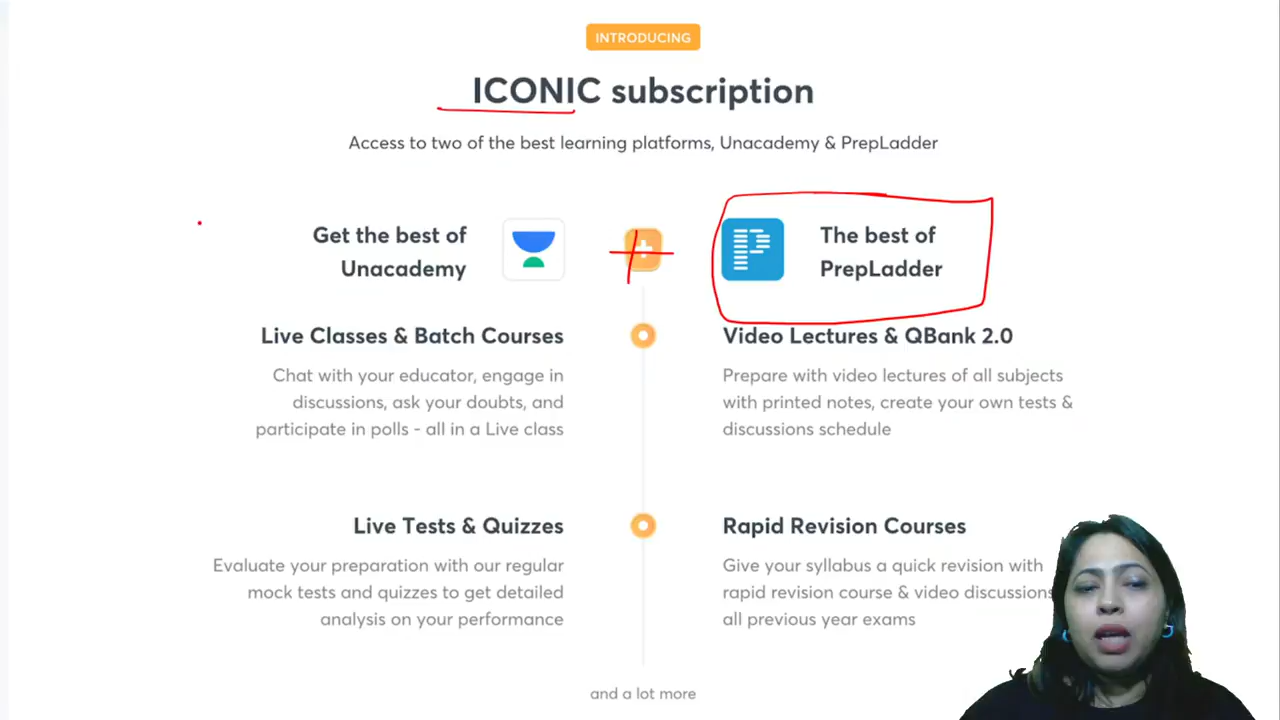 INTRODUCING
ICONIC subscription
Access to two of the best learning platforms, Unacademy & PrepLadder
Get the best of
Unacademy
The best of
PrepLadder
Live Classes & Batch Courses
Chat with your educator, engage in
discussions, ask your doubts, and
participate in polls - all in a Live class
Video Lectures & QBank 2.0
Prepare with video lectures of all subjects
with printed notes, create your own tests &
discussions schedule
Live Tests & Quizzes
Evaluate your preparation with our regular
mock tests and quizzes to get detailed
analysis on your performance
Rapid Revision Courses
Give your syllabus a quick revision with
rapid revision course & video discussions
all previous year exams
and a lot more